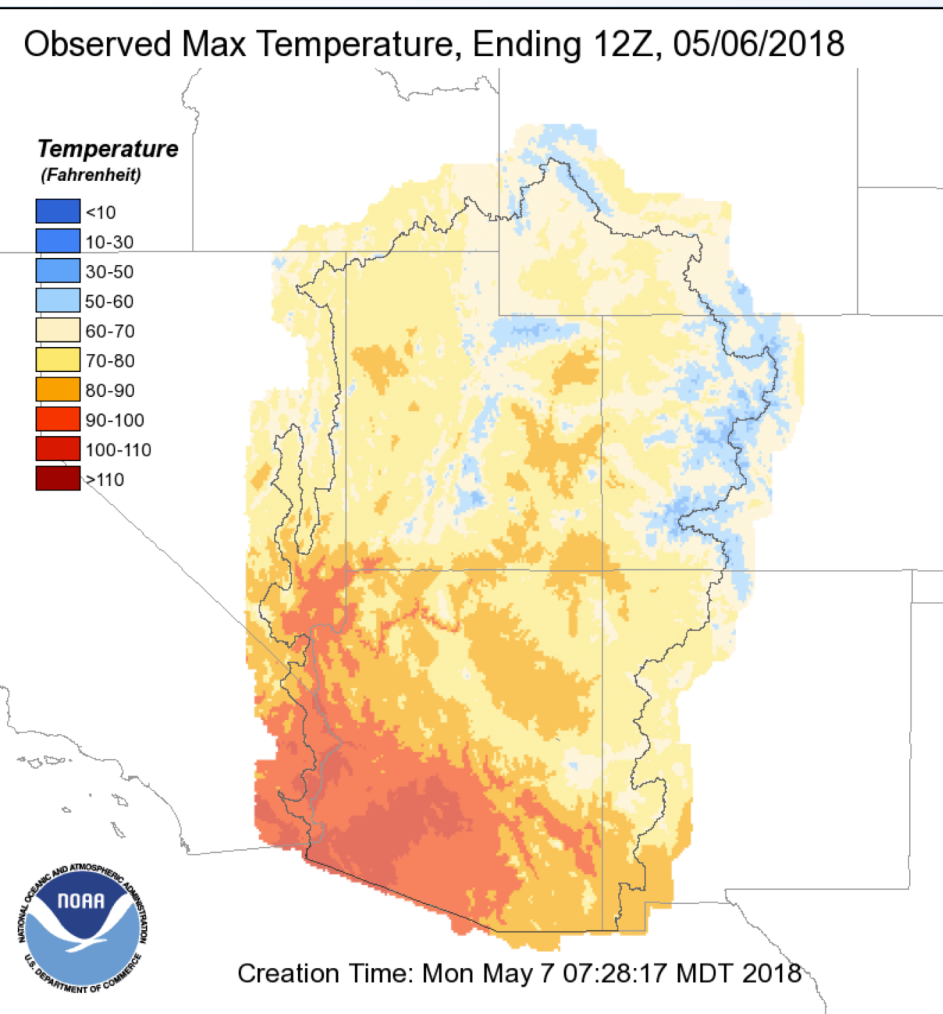 Observed Max Temperature, Ending 12Z, 05/06/2018
Temperature
(Fahrenheit)
<10
10-30
30-50
50-60
60-70
70-80
80-90
90-100
100-110
>110
NATIONAL OCEANIC AND ATMOSPHERIC ADMINISTRATION
NOAA
U.S. DEPARTMENT OF COMMERCE
Creation Time: Mon May 7 07:28:17 MDT 2018